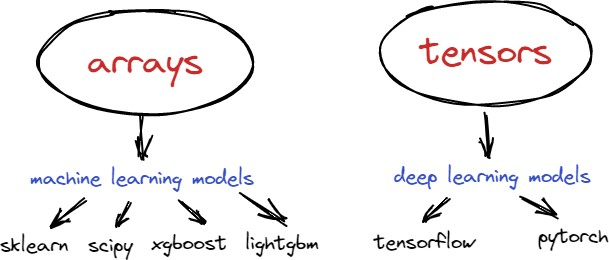 arrays
tensors
machine learning models
deep learning models
sklearn scipy xgboost lightgbm
tensorflow pytorch